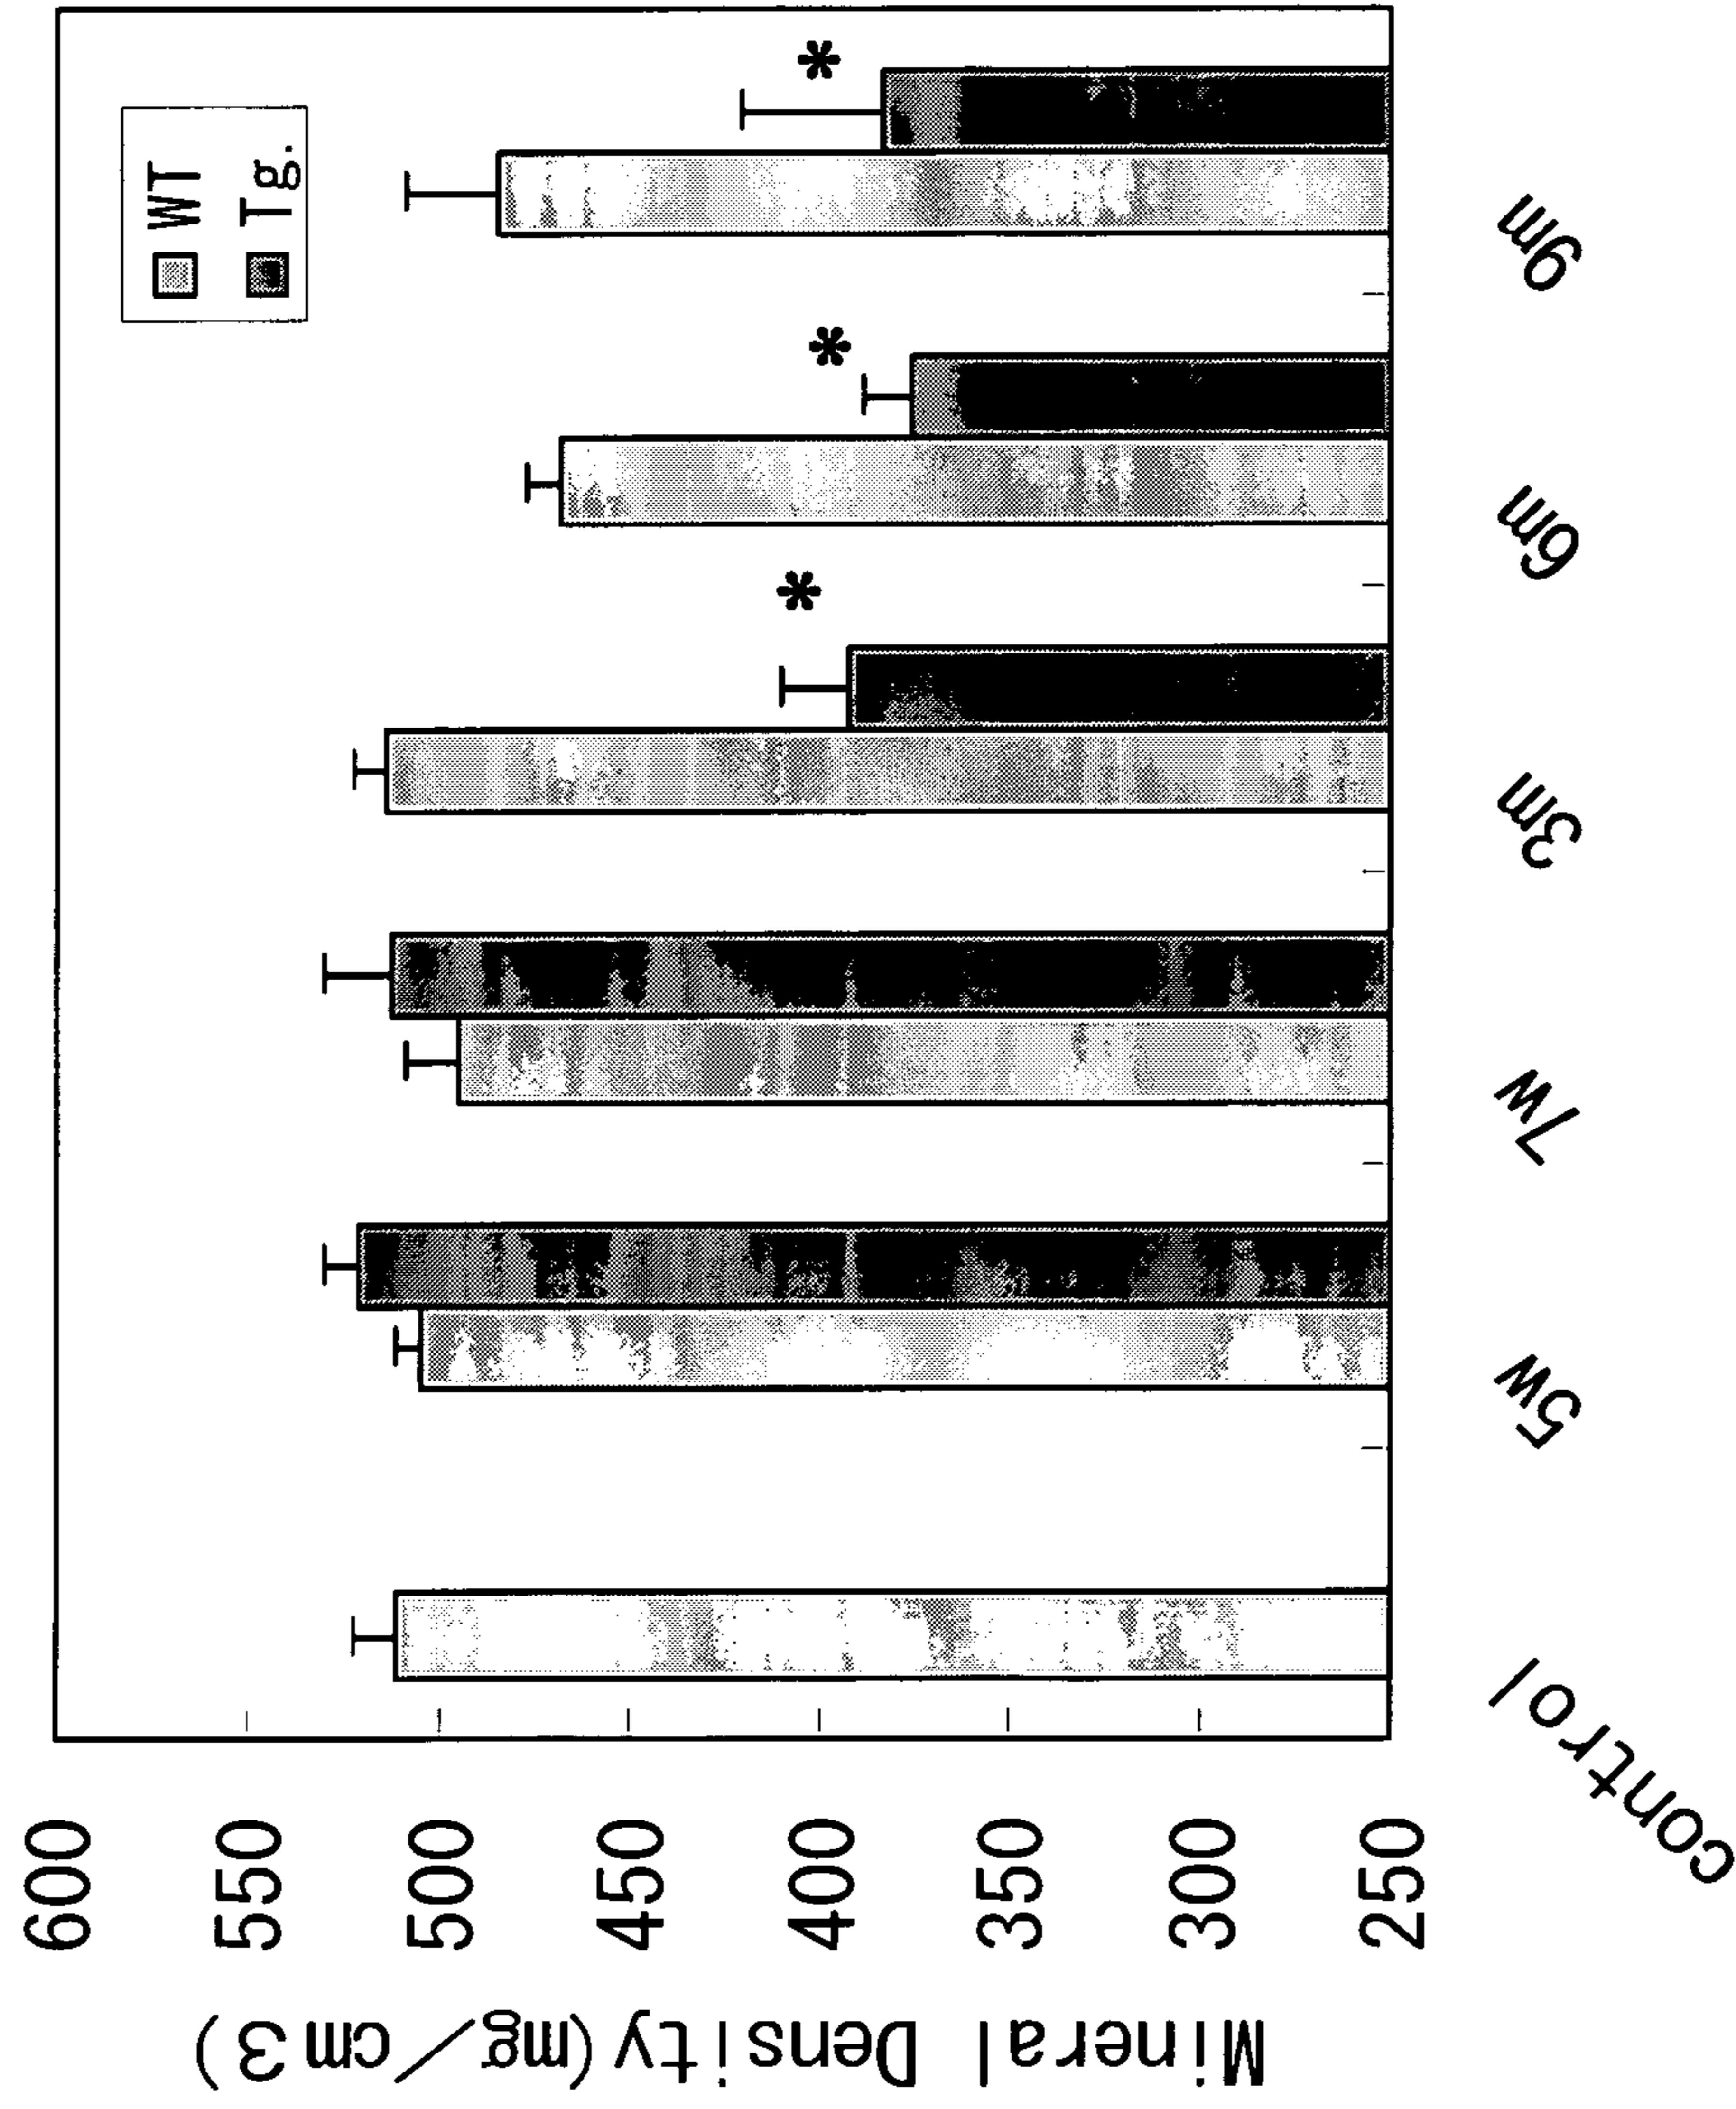 WT
Tg.
*
*
*
600
550
500
450
400
350
300
250
Mineral Density(mg/cm3)
control
5w
7w
3m
6m
9m